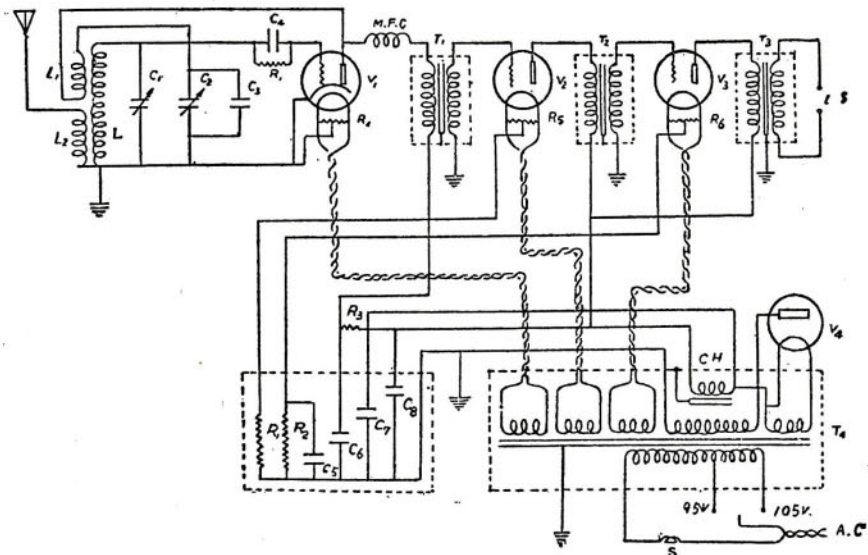 M.F.C
T1
T2
T3
C4
R1
V1
V2
V3
L1
C1
C2
C3
L2
L
R4
R5
R6
S
R3
CH
V4
R1
R2
C5
C6
C7
C8
T4
95V
105V.
A.C
S